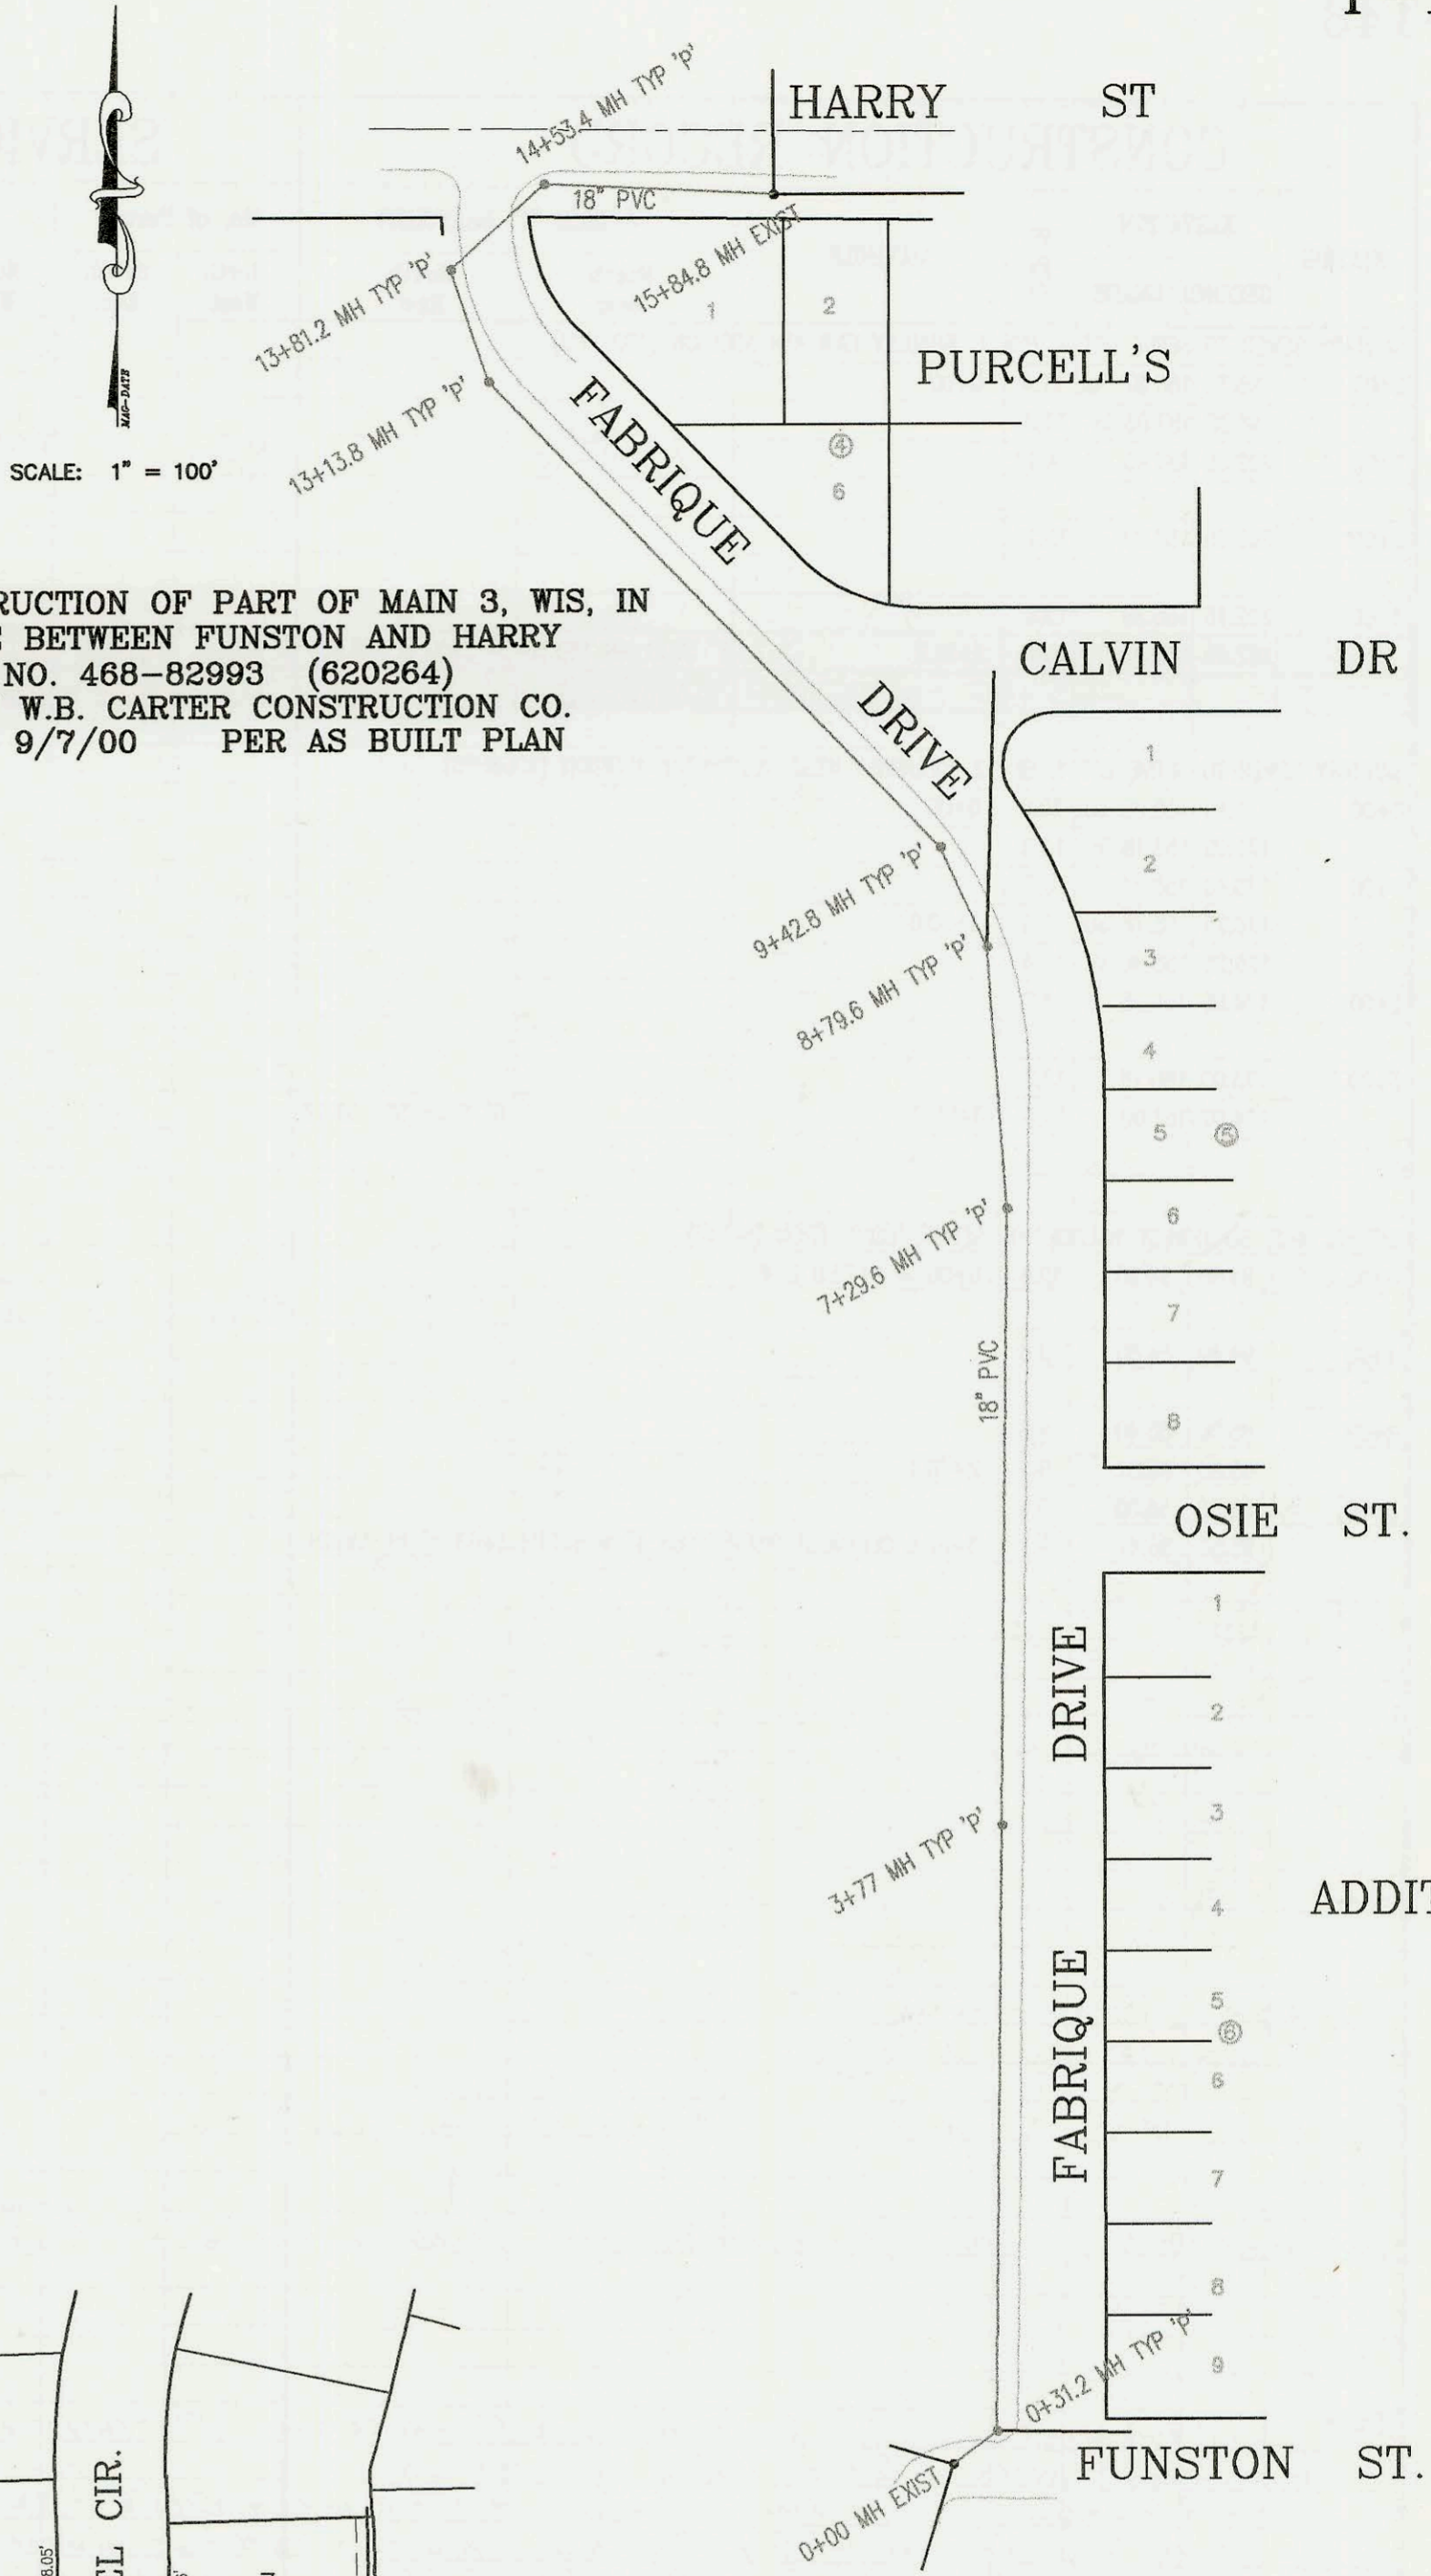 HARRY ST
14+53.4 MH TYP 'P'
18" PVC
15+84.8 MH EXIST
13+81.2 MH TYP 'P'
1
2
PURCELL'S
MAG-DATE
13+13.8 MH TYP 'P'
FABRIQUE
4
6
SCALE: 1" = 100'
RUCTION OF PART OF MAIN 3, WIS, IN
BETWEEN FUNSTON AND HARRY
NO. 468-82993 (620264)
W.B. CARTER CONSTRUCTION CO.
9/7/00 PER AS BUILT PLAN
CALVIN DR
DRIVE
1
2
9+42.8 MH TYP 'P'
3
8+79.6 MH TYP 'P'
4
5
5
6
7+29.6 MH TYP 'P'
7
18" PVC
8
OSIE ST.
1
DRIVE
2
3
3+77 MH TYP 'P'
4
ADDIT
FABRIQUE
5
6
6
7
8
9
0+31.2 MH TYP 'P'
FUNSTON ST.
0+00 MH EXIST
EL CIR.
8.05'